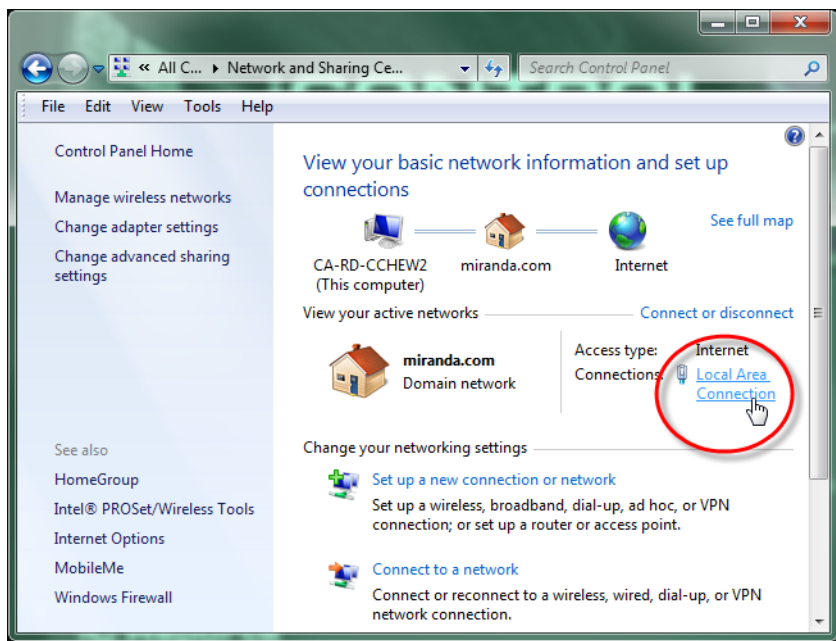 « All C... ▸ Network and Sharing Ce...
Search Control Panel
File Edit View Tools Help
Control Panel Home
Manage wireless networks
Change adapter settings
Change advanced sharing
settings
See also
HomeGroup
Intel® PROSet/Wireless Tools
Internet Options
MobileMe
Windows Firewall
View your basic network information and set up
connections
See full map
CA-RD-CCHEW2
(This computer)
miranda.com
Internet
View your active networks
Connect or disconnect
miranda.com
Domain network
Access type: Internet
Connections: Local Area
Connection
Change your networking settings
Set up a new connection or network
Set up a wireless, broadband, dial-up, ad hoc, or VPN
connection; or set up a router or access point.
Connect to a network
Connect or reconnect to a wireless, wired, dial-up, or VPN
network connection.